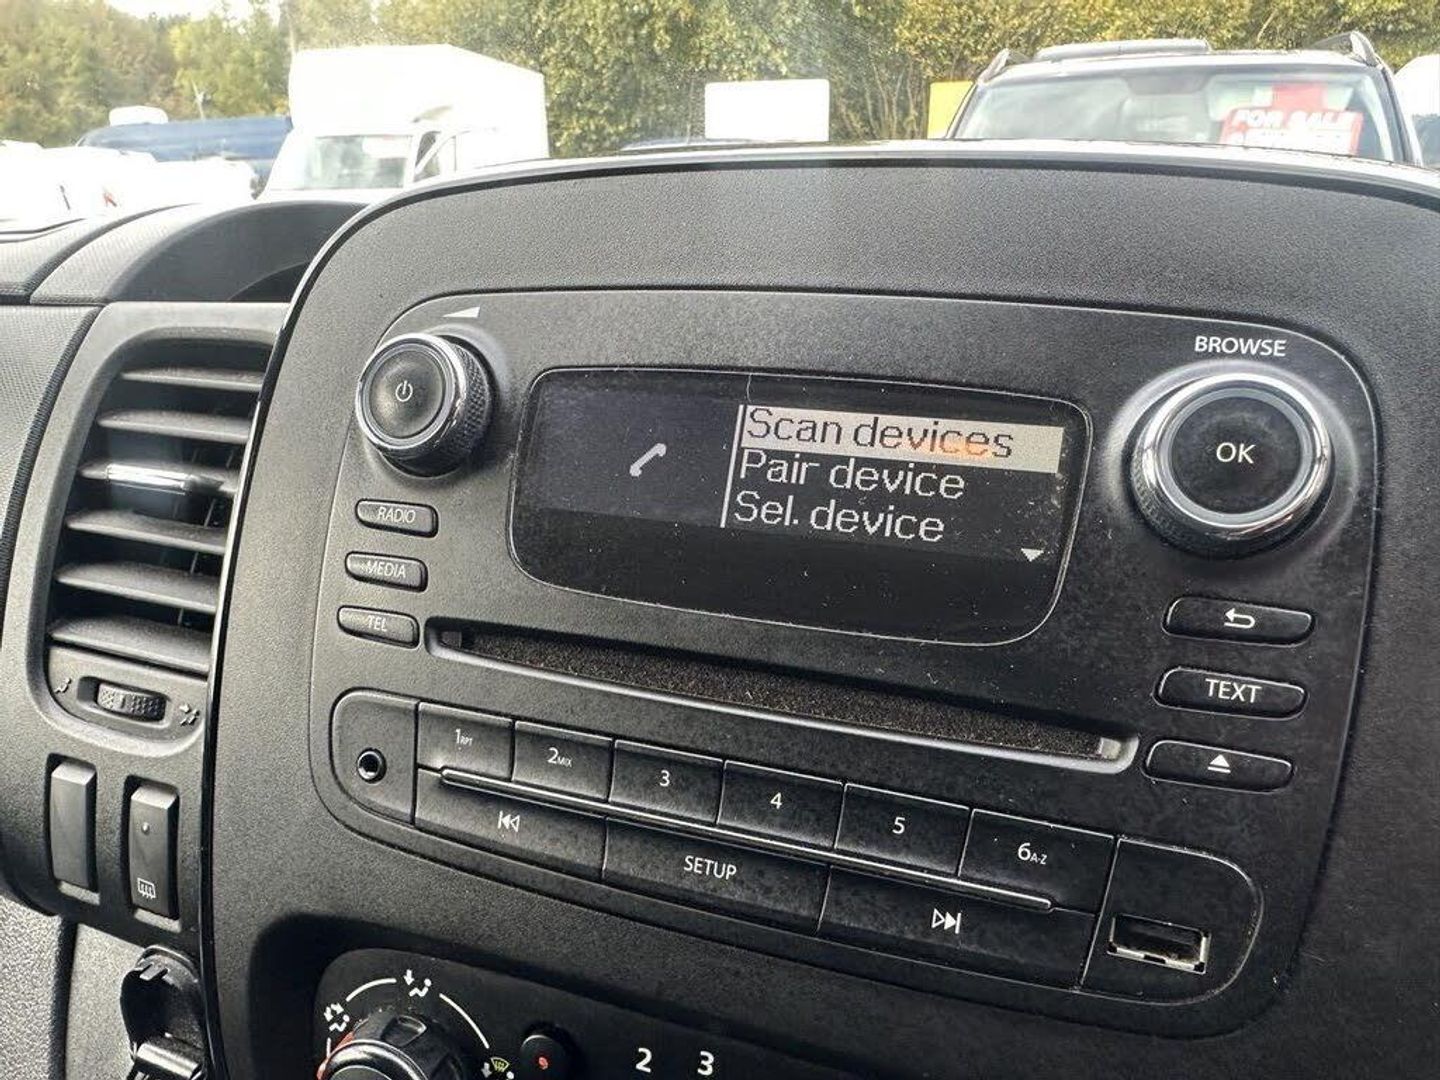 FOR SALE
BROWSE
Scan devices
Pair device
Sel. device
OK
RADIO
MEDIA
TEL
TEXT
1RPT
2MIX
3
4
5
6A-Z
SETUP
2
3